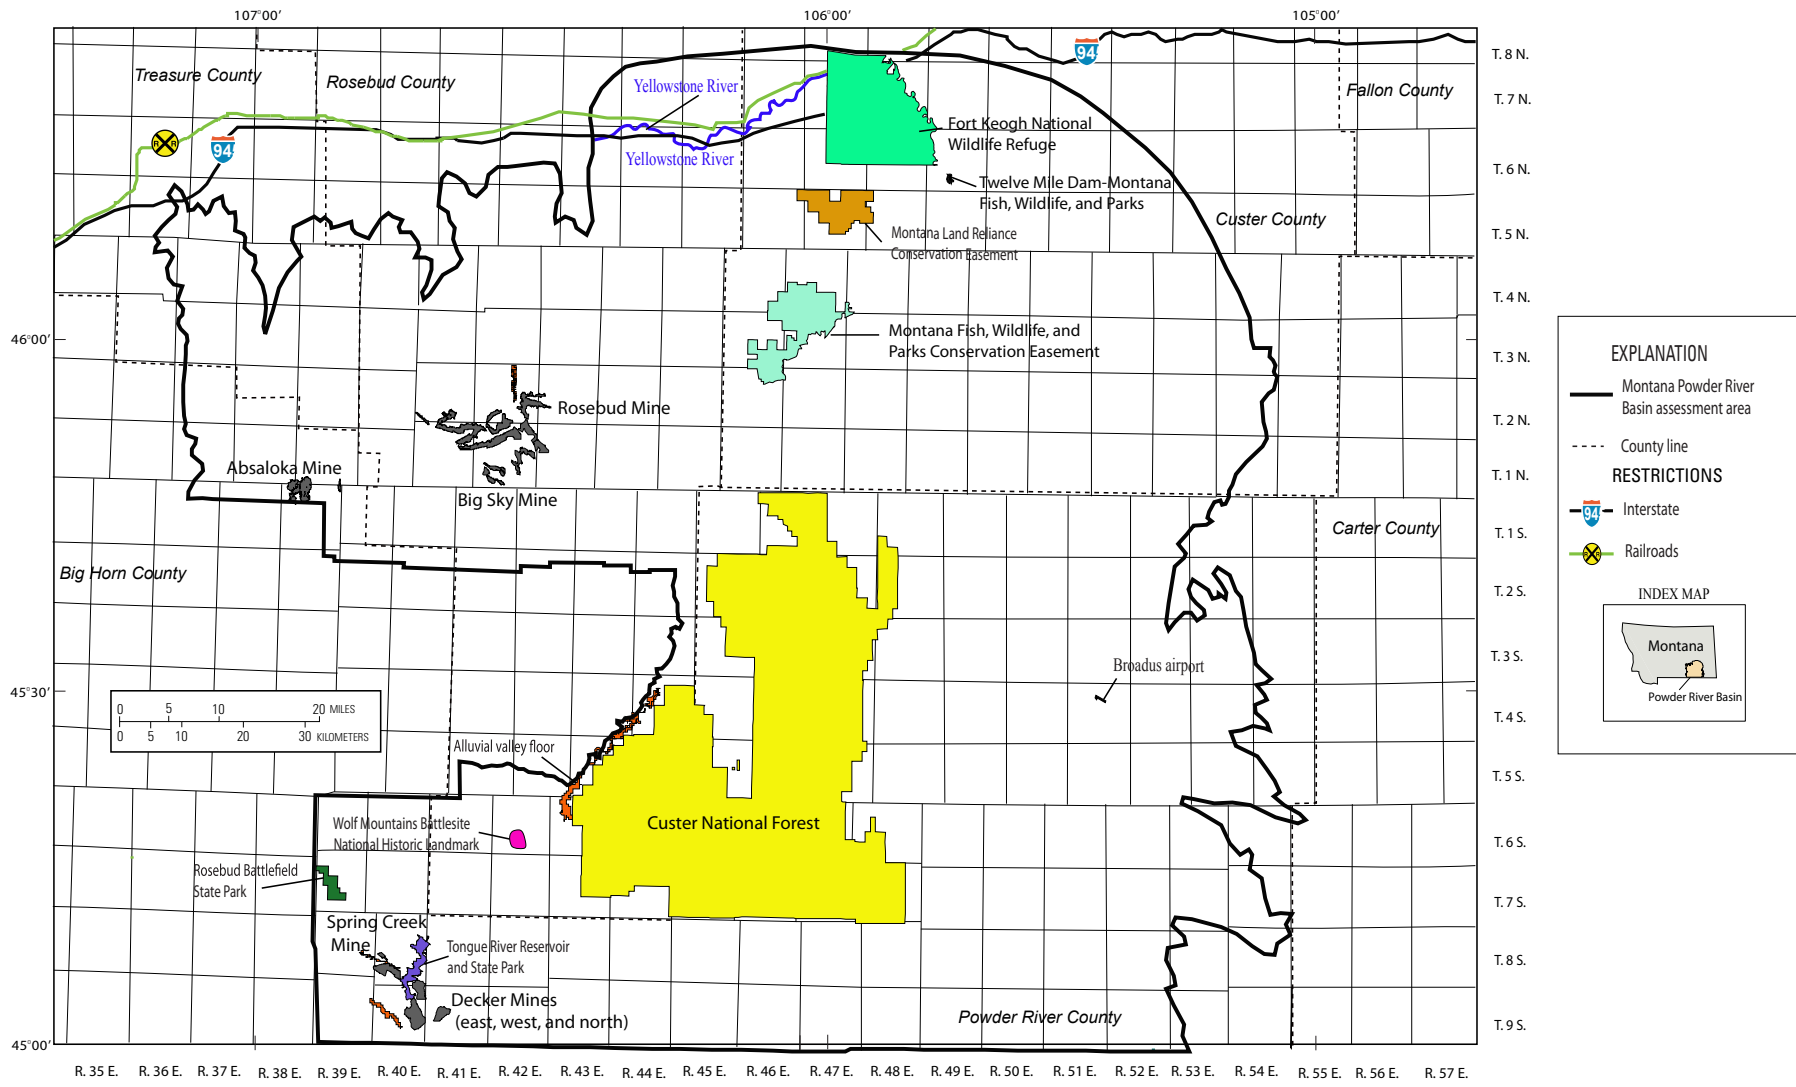 107°00′
106°00′
105°00′
Treasure County
Rosebud County
Yellowstone River
94
T. 8 N.
Fallon County
T. 7 N.
R R
94
Yellowstone River
Fort Keogh National
Wildlife Refuge
T. 6 N.
Twelve Mile Dam-Montana
Fish, Wildlife, and Parks
Custer County
Montana Land Reliance
Conservation Easement
T. 5 N.
T. 4 N.
46°00′
Montana Fish, Wildlife, and
Parks Conservation Easement
T. 3 N.
Rosebud Mine
T. 2 N.
Absaloka Mine
T. 1 N.
Big Sky Mine
Carter County
T. 1 S.
Big Horn County
T. 2 S.
T. 3 S.
Broadus airport
45°30′
T. 4 S.
0 5 10 20 MILES
0 5 10 20 30 KILOMETERS
Alluvial valley floor
T. 5 S.
Wolf Mountains Battlesite
National Historic Landmark
Custer National Forest
T. 6 S.
Rosebud Battlefield
State Park
T. 7 S.
Spring Creek
Mine
Tongue River Reservoir
and State Park
T. 8 S.
Decker Mines
(east, west, and north)
Powder River County
T. 9 S.
45°00′
R. 35 E. R. 36 E. R. 37 E. R. 38 E. R. 39 E. R. 40 E. R. 41 E. R. 42 E. R. 43 E. R. 44 E. R. 45 E. R. 46 E. R. 47 E. R. 48 E. R. 49 E. R. 50 E. R. 51 E. R. 52 E. R. 53 E. R. 54 E. R. 55 E. R. 56 E. R. 57 E.
EXPLANATION
Montana Powder River
Basin assessment area
County line
RESTRICTIONS
94 Interstate
R R Railroads
INDEX MAP
Montana
Powder River Basin